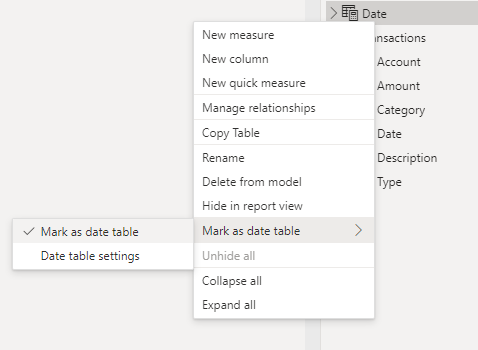 Date
New measure
ansactions
New column
Account
New quick measure
Amount
Manage relationships
Category
Copy Table
Date
Rename
Description
Delete from model
Type
Hide in report view
Mark as date table
Mark as date table
Date table settings
Unhide all
Collapse all
Expand all